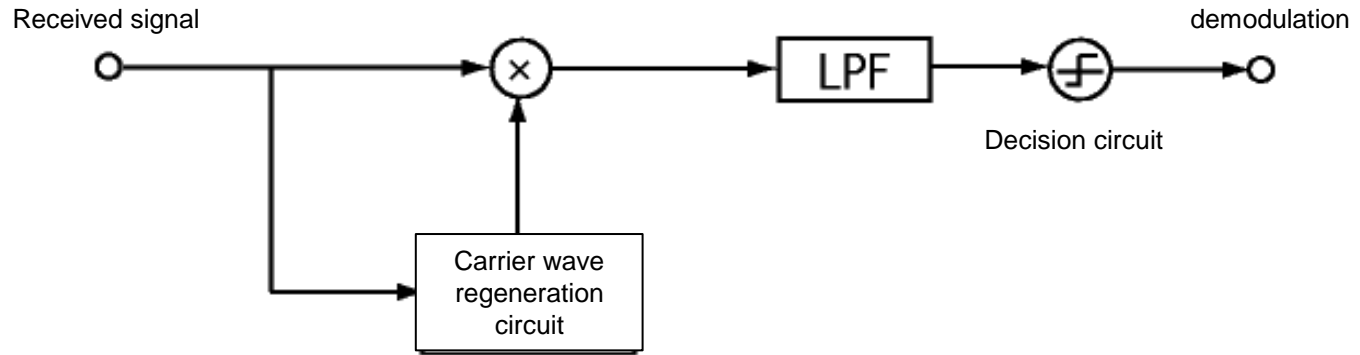 Received signal
demodulation
×
LPF
Decision circuit
Carrier wave
regeneration
circuit